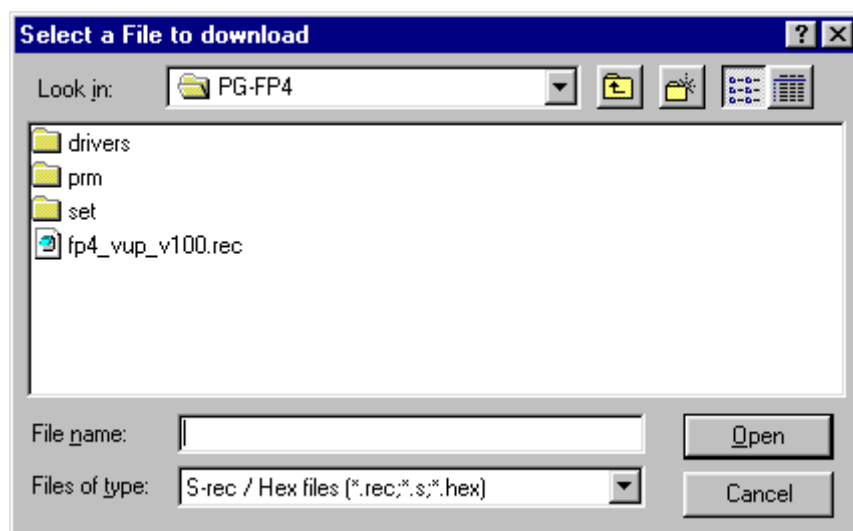 Select a File to download
Look in: PG-FP4
drivers
prm
set
fp4_vup_v100.rec
File name: Open
Files of type: S-rec / Hex files (*.rec;*.s;*.hex) Cancel